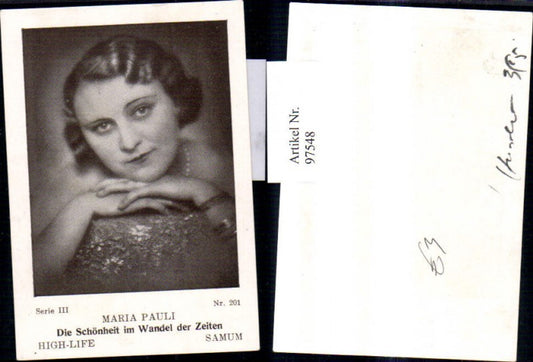 Serie III Nr. 201
MARIA PAULI
Die Schönheit im Wandel der Zeiten
HIGH-LIFE SAMUM
Artikel Nr.
97548